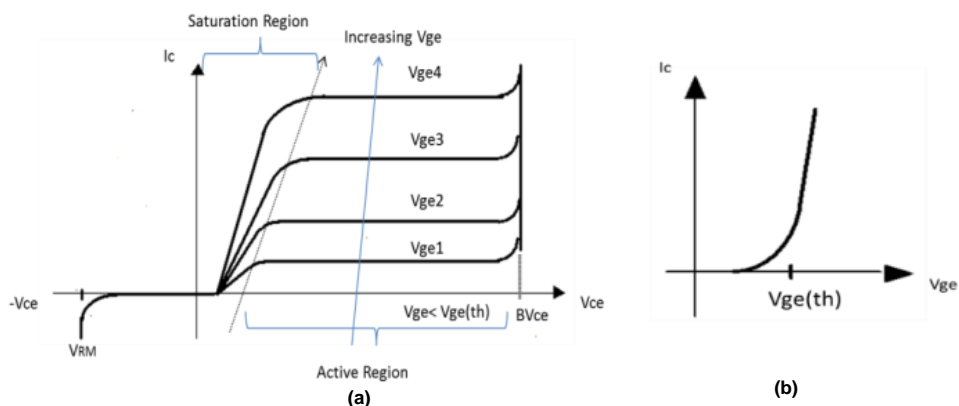 Saturation Region
Increasing Vge
Ic
Vge4
Vge3
Vge2
Vge1
-Vce
Vge< Vge(th)
BVce
Vce
VRM
Active Region
(a)
Ic
Vge(th)
Vge
(b)